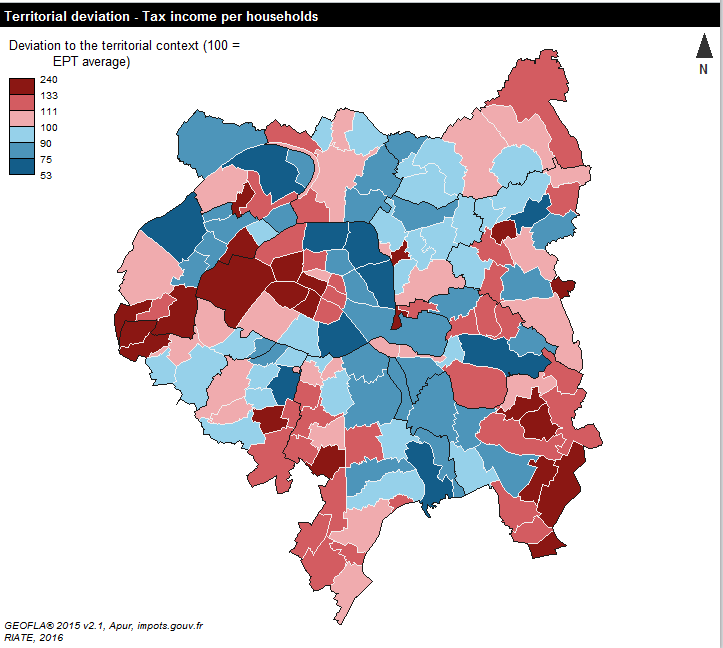 Territorial deviation - Tax income per households
Deviation to the territorial context (100 =
EPT average)
240
133
111
100
90
75
53
N
GEOFLA® 2015 v2.1, Apur, impots.gouv.fr
RIATE, 2016